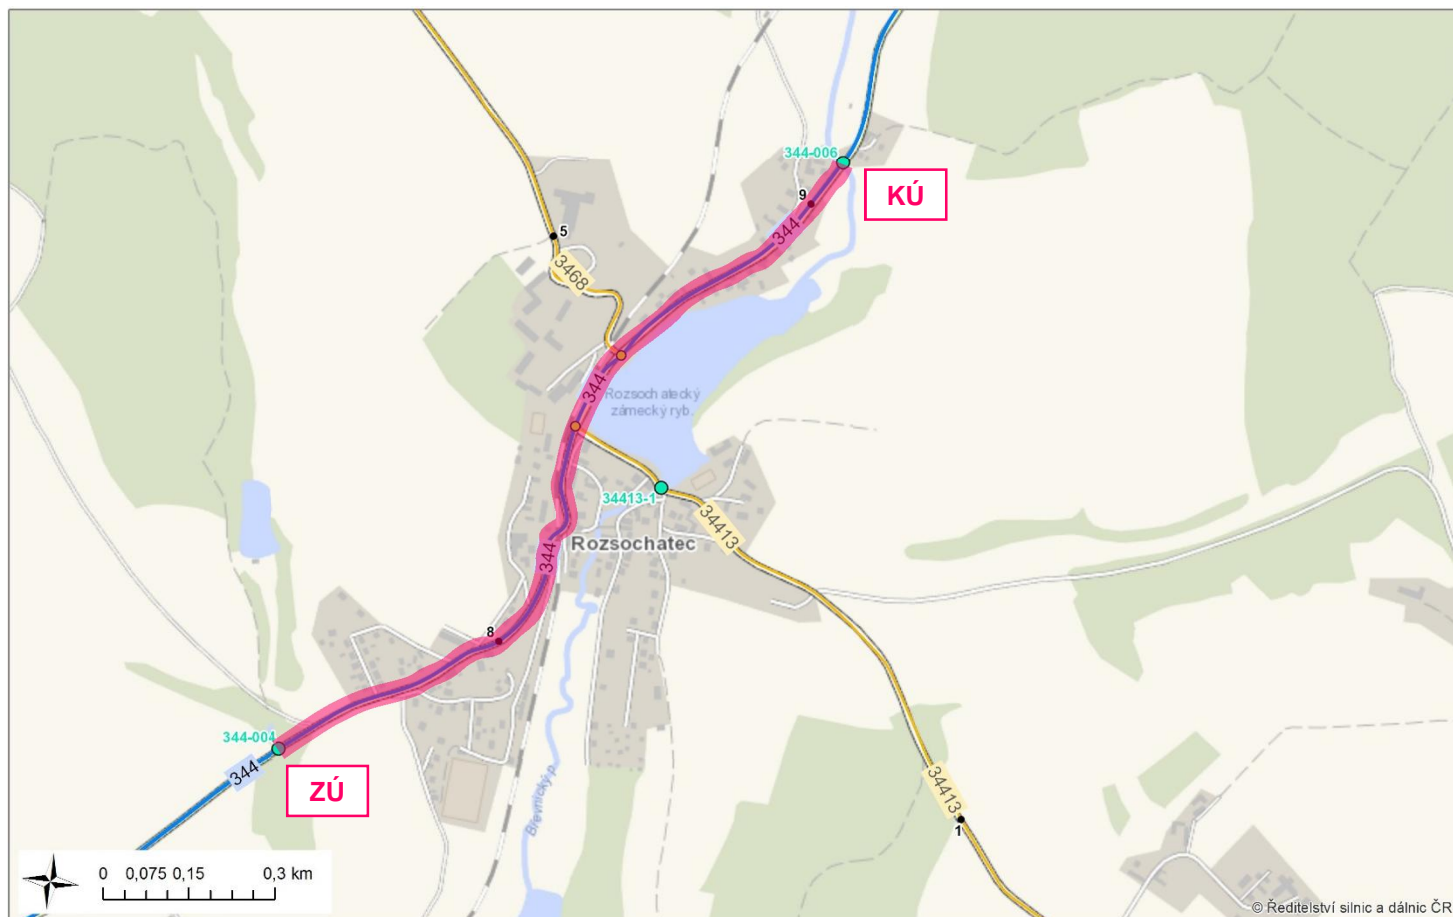 344-006
KÚ
9
344
5
3468
344
Rozsochatecký
zámecký ryb.
34413-1
34413
Rozsochatec
344
8
344-004
344
ZÚ
Břevnický p.
34413
1
0 0,075 0,15 0,3 km
© Ředitelství silnic a dálnic ČR